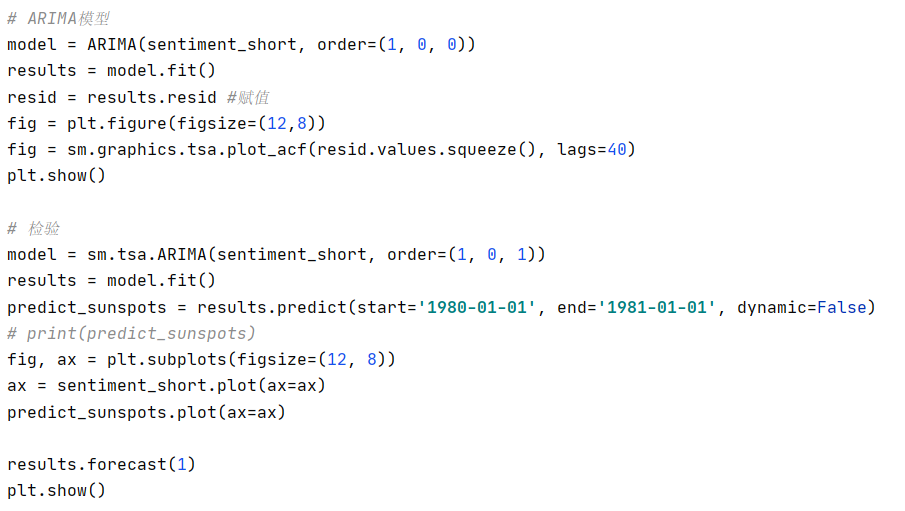 # ARIMA模型
model = ARIMA(sentiment_short, order=(1, 0, 0))
results = model.fit()
resid = results.resid #赋值
fig = plt.figure(figsize=(12,8))
fig = sm.graphics.tsa.plot_acf(resid.values.squeeze(), lags=40)
plt.show()

# 检验
model = sm.tsa.ARIMA(sentiment_short, order=(1, 0, 1))
results = model.fit()
predict_sunspots = results.predict(start='1980-01-01', end='1981-01-01', dynamic=False)
# print(predict_sunspots)
fig, ax = plt.subplots(figsize=(12, 8))
ax = sentiment_short.plot(ax=ax)
predict_sunspots.plot(ax=ax)

results.forecast(1)
plt.show()